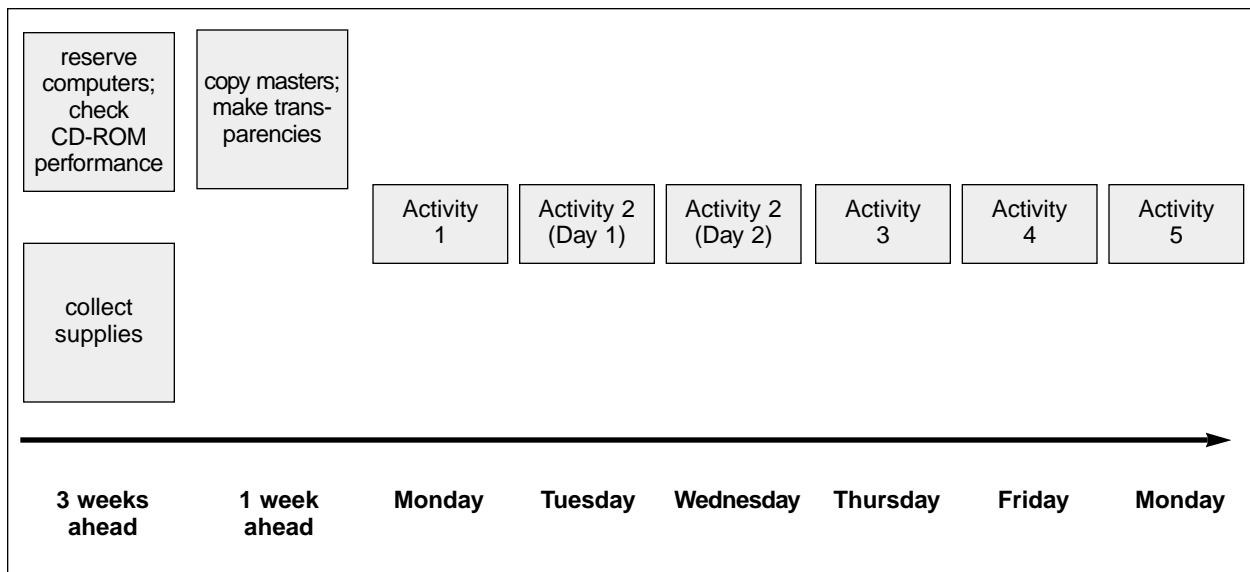 reserve
computers;
check
CD-ROM
performance
copy masters;
make trans-
parencies
Activity
1
Activity 2
(Day 1)
Activity 2
(Day 2)
Activity
3
Activity
4
Activity
5
collect
supplies
3 weeks
ahead
1 week
ahead
Monday
Tuesday
Wednesday
Thursday
Friday
Monday